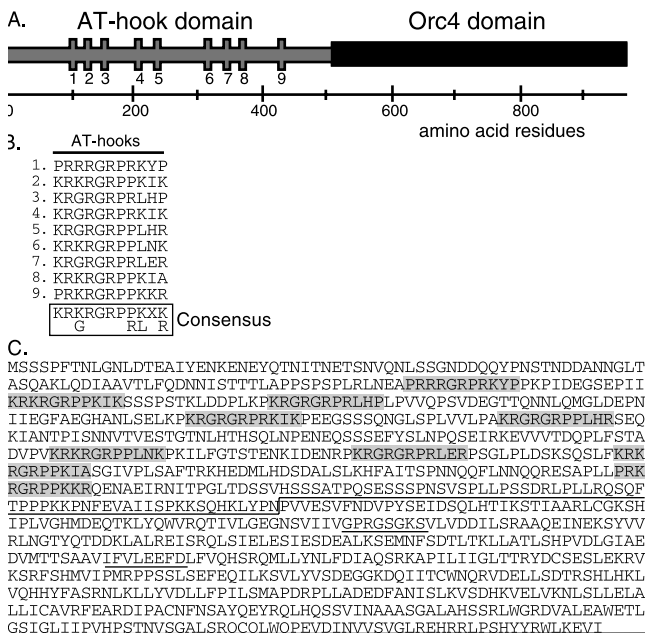 A.
AT-hook domain
Orc4 domain
1 2 3 4 5 6 7 8 9
0 200 400 600 800
amino acid residues
B.
AT-hooks
1. PRRRGRPRKYP
2. KRKRGRPPKIK
3. KRGRGRPRLHP
4. KRGRGRPRKIK
5. KRGRGRPPLHR
6. KRKRGRPPLNK
7. KRGRGRPRLER
8. KRKRGRPPKIA
9. PRKRGRPPKKR
KRKRGRPPKXK
G RL R
Consensus
C.
MSSSPFTNLGNLDTEAIYENKENEYQTNITNETSNVQNLSSGNDDQQYPNSTNDDANNGLT
ASQAKLQDIAAVTLFQDNNISTTTLAPPSPSPLRLNEAPRRRGRPRKYPPKPIDEGSEPII
KRKRGRPPKIKSSSPSTKLDDPLKPKRGRGRPRLHPLPVVQPSVDEGTTQNNLQMGLDEPN
IIEGFAEGHANLSELKPKRGRGRPRKIKPEEGSSSQNGLSPLVVLPAKRGRGRPPLHRSEQ
KIANTPISNNVTVESTGTNLHTHSQLNPENEQSSSEFYSLNPQSEIRKEVVVTDQPLFSTA
DVPVKRKRGRPPLNKPKILFGTSTENKIDENRPKRGRGRPRLERPSGLPLDSKSQSLFKRK
RGRPPKIASGIVPLSAFTRKHEDMLHDSDALSLKHFAITSPNNQQFLNNQQRESAPLLPRK
RGRPPKKRQENAEIRNITPGLTDSSVHSSSATPQSESSSPNSVSPLLPSSDRLPLLRQSQF
TPPPKKPNFEVAIISPKKSQHKLYPNPVVESVFNDVPYSEIDSQLHTIKSTIAARLCGKSH
IPLVGHMDEQTKLYQWVRQTIVLGEGNSVIIVGPRGSGKSVLVDDILSRAAQEINEKSYVV
RLNGTYQTDDKLALREISRQLSIELESIESDEALKSEMNFSDTLTKLLATLSHPVDLGIAE
DVMTTSAAVIFVLEEFDLFVQHSRQMLLYNLFDIAQSRKAPILIIGLTTRYDCSESLEKRV
KSRFSHMVIPMRPPSSLSEFEQILKSVLYVSDEGGKDQIITCWNQRVDELLSDTRSHLHKL
VQHHYFASRNLKLLYVDLLFPILSMAPDRPLLADEDFANISLKVSDHKVELVKNLSLLELA
LLICAVRFEARDIPACNFNSAYQEYRQLHQSSVINAAASGALAHSSRLWGRDVALEAWETL
GSIGLIIPVHPSTNVSGALSROCOLWOPEVDINVVSVGLREHRRLPSHYYRWLKEVI